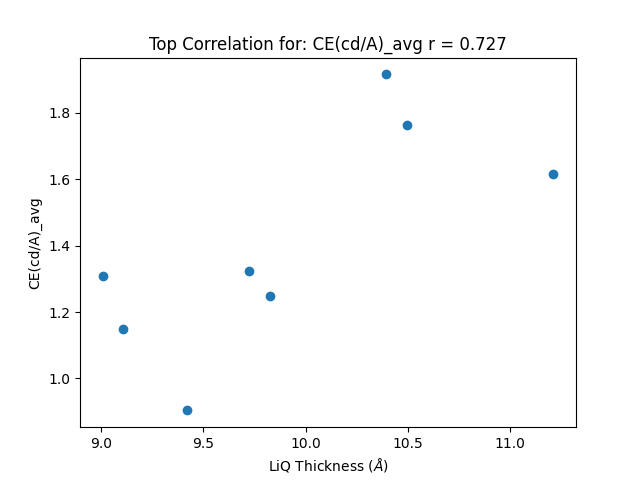 Top Correlation for: CE(cd/A)_avg r = 0.727
1.8
1.6
1.4
1.2
1.0
CE(cd/A)_avg
9.0 9.5 10.0 10.5 11.0
LiQ Thickness (Å)